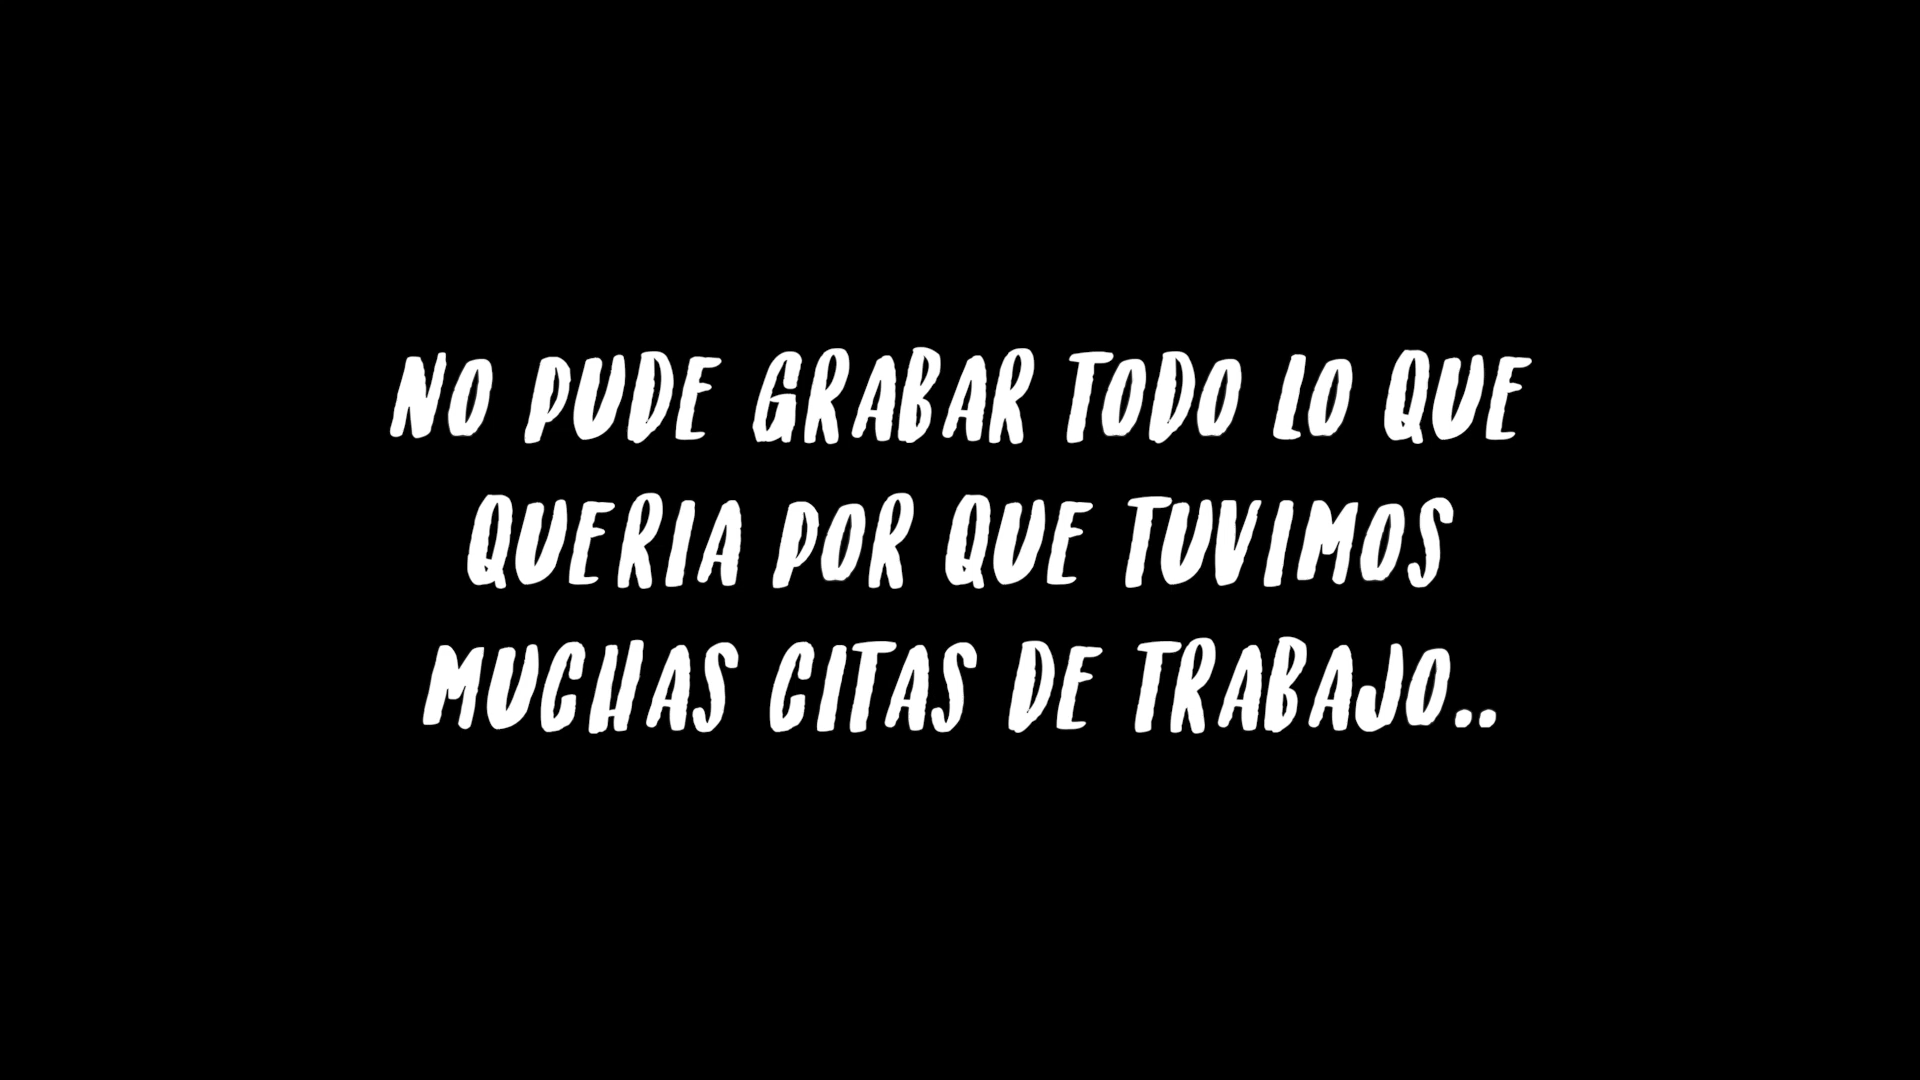 NO PUDE GRABAR TODO LO QUE
QUERIA POR QUE TUVIMOS
MUCHAS CITAS DE TRABAJO..